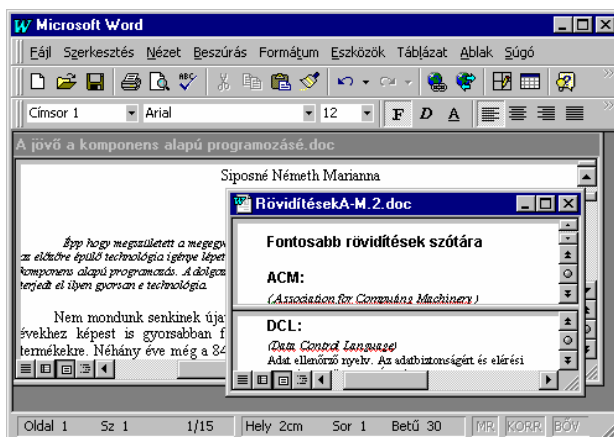 Microsoft Word
Fájl Szerkesztés Nézet Beszúrás Formátum Eszközök Táblázat Ablak Súgó
Címsor 1 Arial 12 F D A
A jövő a komponens alapú programozásé.doc
Siposné Németh Marianna
Épp hogy megszületett a megegye
az előzőre épülő technológia igénye lépet
komponens alapú programozás. A dolgoz
terjedt el ilyen gyorsan e technológia.
Nem mondunk senkinek úja
évekhez képest is gyorsabban f
termékekre. Néhány éve még a 84
RövidítésekA-M.2.doc
Fontosabb rövidítések szótára
ACM:
(Association for Computing Machinery )
DCL:
(Data Control Language)
Adat ellenőrző nyelv. Az adatbiztonságért és elérési
Oldal 1 Sz 1 1/15 Hely 2cm Sor 1 Betű 30 MR KORR BŐV